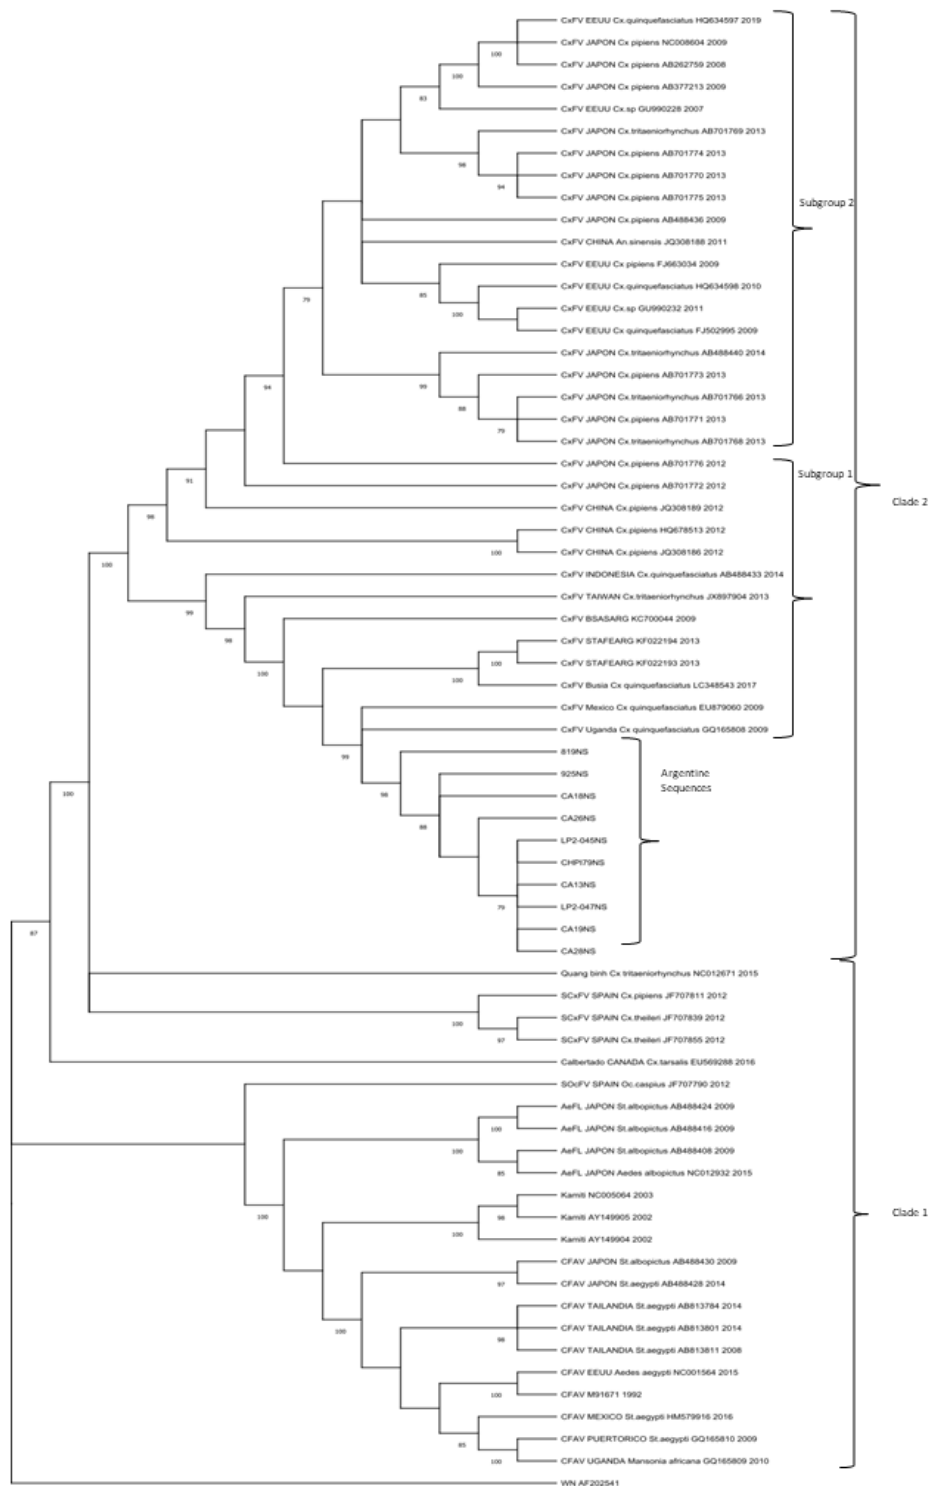 CxFV EEUU Cx.quinquefasciatus HQ634597 2019
CxFV JAPON Cx pipiens NC008604 2009
100
CxFV JAPON Cx pipiens AB262759 2008
100
CxFV JAPON Cx pipiens AB377213 2009
83
CxFV EEUU Cx.sp GU990228 2007
CxFV JAPON Cx.tritaeniorhynchus AB701769 2013
CxFV JAPON Cx.pipiens AB701774 2013
98
CxFV JAPON Cx.pipiens AB701770 2013
94
CxFV JAPON Cx.pipiens AB701775 2013
Subgroup 2
CxFV JAPON Cx.pipiens AB488436 2009
CxFV CHINA An.sinensis JQ308188 2011
CxFV EEUU Cx pipiens FJ663034 2009
CxFV EEUU Cx.quinquefasciatus HQ634598 2010
85
79
CxFV EEUU Cx.sp GU990232 2011
100
CxFV EEUU Cx quinquefasciatus FJ502995 2009
CxFV JAPON Cx.tritaeniorhynchus AB488440 2014
CxFV JAPON Cx.pipiens AB701773 2013
99
94
CxFV JAPON Cx.tritaeniorhynchus AB701766 2013
88
CxFV JAPON Cx.pipiens AB701771 2013
79
CxFV JAPON Cx.tritaeniorhynchus AB701768 2013
CxFV JAPON Cx.pipiens AB701776 2012
Subgroup 1
91
CxFV JAPON Cx.pipiens AB701772 2012
Clade 2
CxFV CHINA Cx.pipiens JQ308189 2012
98
CxFV CHINA Cx.pipiens HQ678513 2012
100
CxFV CHINA Cx.pipiens JQ308186 2012
100
CxFV INDONESIA Cx.quinquefasciatus AB488433 2014
CxFV TAIWAN Cx.tritaeniorhynchus JX897904 2013
99
CxFV BSASARG KC700044 2009
98
CxFV STAFEARG KF022194 2013
CxFV STAFEARG KF022193 2013
100
100
CxFV Busia Cx quinquefasciatus LC348543 2017
100
CxFV Mexico Cx quinquefasciatus EU879060 2009
CxFV Uganda Cx quinquefasciatus GQ165808 2009
819NS
99
925NS
Argentine
Sequences
CA18NS
98
CA26NS
88
LP2-045NS
CHPI79NS
CA13NS
LP2-047NS
79
CA19NS
CA28NS
100
87
Quang binh Cx tritaeniorhynchus NC012671 2015
SCxFV SPAIN Cx.pipiens JF707811 2012
SCxFV SPAIN Cx.theileri JF707839 2012
100
SCxFV SPAIN Cx.theileri JF707855 2012
97
Calbertado CANADA Cx.tarsalis EU569288 2016
SOcFV SPAIN Oc.caspius JF707790 2012
AeFL JAPON St.albopictus AB488424 2009
AeFL JAPON St.albopictus AB488416 2009
100
AeFL JAPON St.albopictus AB488408 2009
100
AeFL JAPON Aedes albopictus NC012932 2015
85
Kamiti NC005064 2003
Kamiti AY149905 2002
98
100
Kamiti AY149904 2002
100
Clade 1
CFAV JAPON St.albopictus AB488430 2009
CFAV JAPON St.aegypti AB488428 2014
97
CFAV TAILANDIA St.aegypti AB813784 2014
CFAV TAILANDIA St.aegypti AB813801 2014
100
98
CFAV TAILANDIA St.aegypti AB813811 2008
CFAV EEUU Aedes aegypti NC001564 2015
CFAV M91671 1992
100
CFAV MEXICO St.aegypti HM579916 2016
CFAV PUERTORICO St.aegypti GQ165810 2009
85
CFAV UGANDA Mansonia africana GQ165809 2010
100
WN AF202541